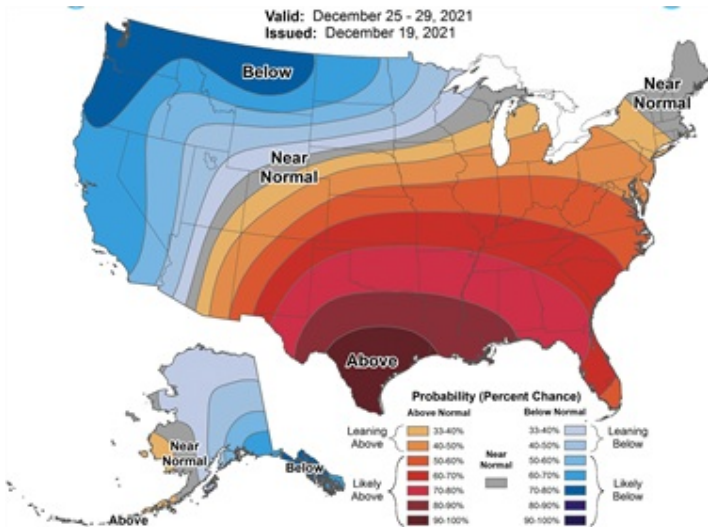 Valid: December 25 - 29, 2021
Issued: December 19, 2021
Below
Near
Normal
Near
Normal
Above
Near
Normal
Below
Above
Probability (Percent Chance)
Above Normal
Below Normal
Leaning
Above
33-40%
40-50%
Likely
Above
50-60%
60-70%
70-80%
80-90%
90-100%
Near
Normal
33-40%
40-50%
Leaning
Below
50-60%
60-70%
70-80%
80-90%
90-100%
Likely
Below